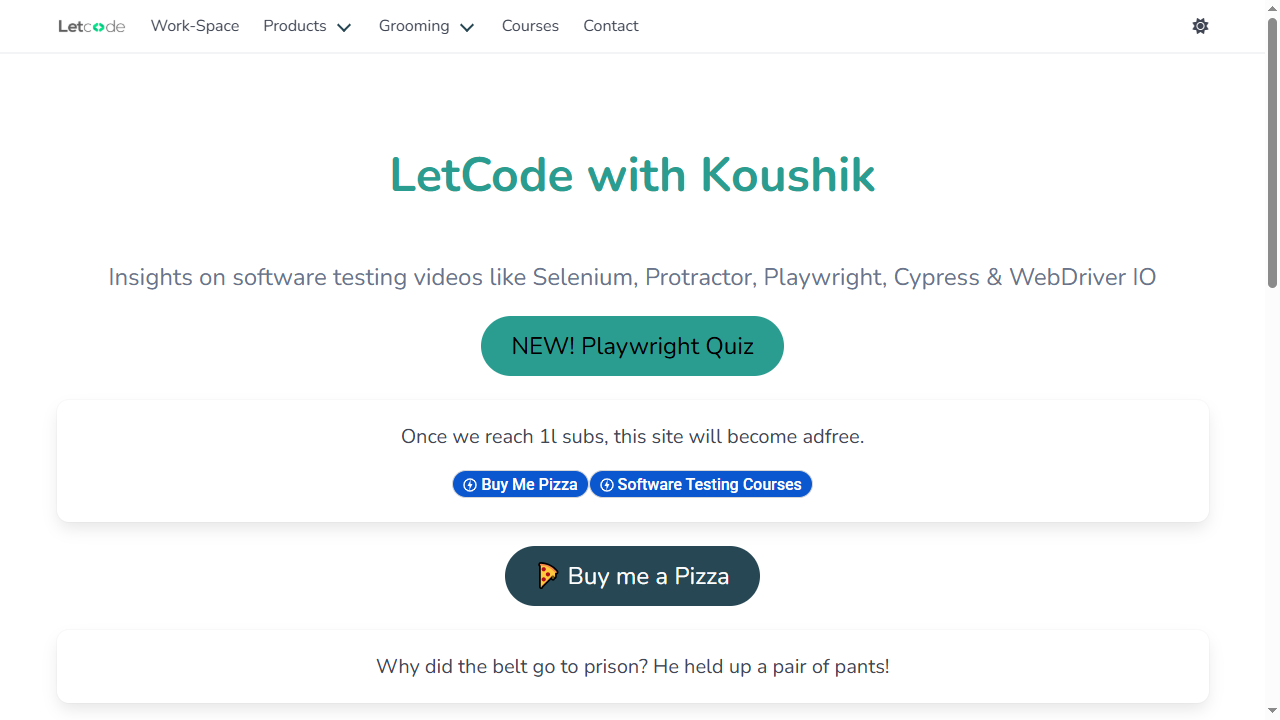 Letcode Work-Space Products Grooming Courses Contact
LetCode with Koushik
Insights on software testing videos like Selenium, Protractor, Playwright, Cypress & WebDriver IO
NEW! Playwright Quiz
Once we reach 1l subs, this site will become adfree.
Buy Me Pizza Software Testing Courses
Buy me a Pizza
Why did the belt go to prison? He held up a pair of pants!